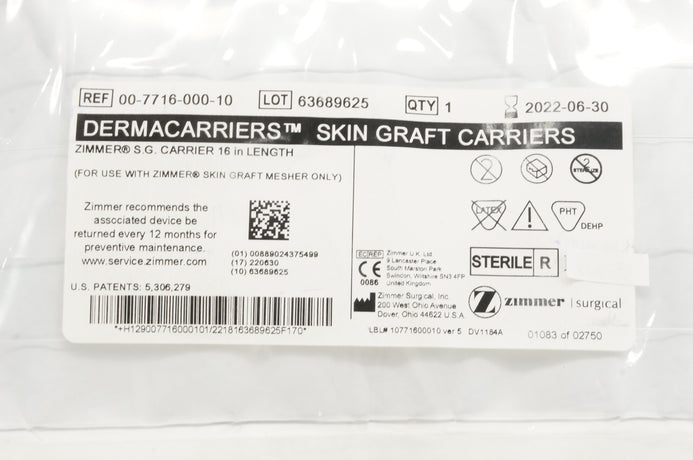 REF 00-7716-000-10 LOT 63689625 QTY 1 2022-06-30
DERMACARRIERS™ SKIN GRAFT CARRIERS
ZIMMER® S.G. CARRIER 16 in LENGTH
(FOR USE WITH ZIMMER® SKIN GRAFT MESHER ONLY)
Zimmer recommends the
associated device be
returned every 12 months for
preventive maintenance.
www.service.zimmer.com
(01) 00889024375499
(17) 220630
(10) 63689625
U.S. PATENTS: 5,306,279
*+H129007716000101/2218163689625F170*
2
2
STERILIZE
LATEX
PHT
DEHP
EC REP
Zimmer U.K. Ltd.
9 Lancaster Place
South Marston Park
Swindon, Wiltshire SN3 4FP
United Kingdom
CE
0086
STERILE R
Zimmer Surgical, Inc.
200 West Ohio Avenue
Dover, Ohio 44622 U.S.A.
Z zimmer | surgical
LBL# 10771600010 ver 5 DV1184A
01083 of 02750